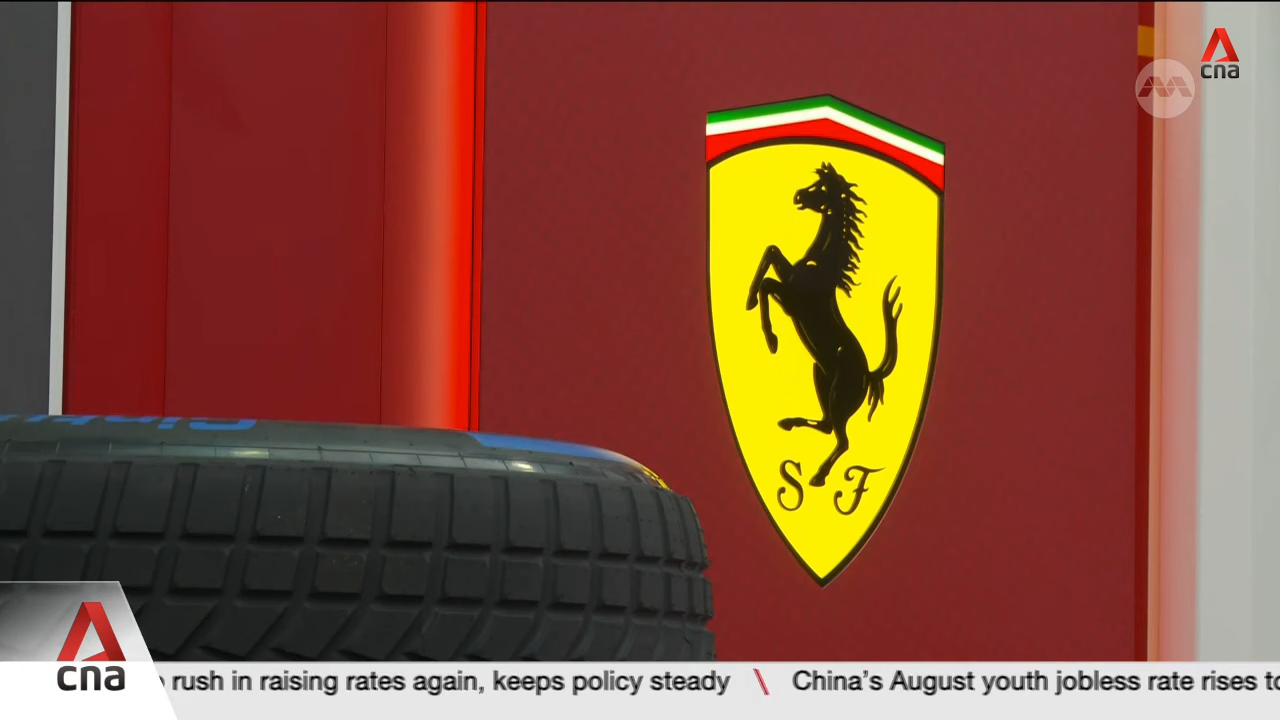 cna
S F
cna
rush in raising rates again, keeps policy steady \ China's August youth jobless rate rises to